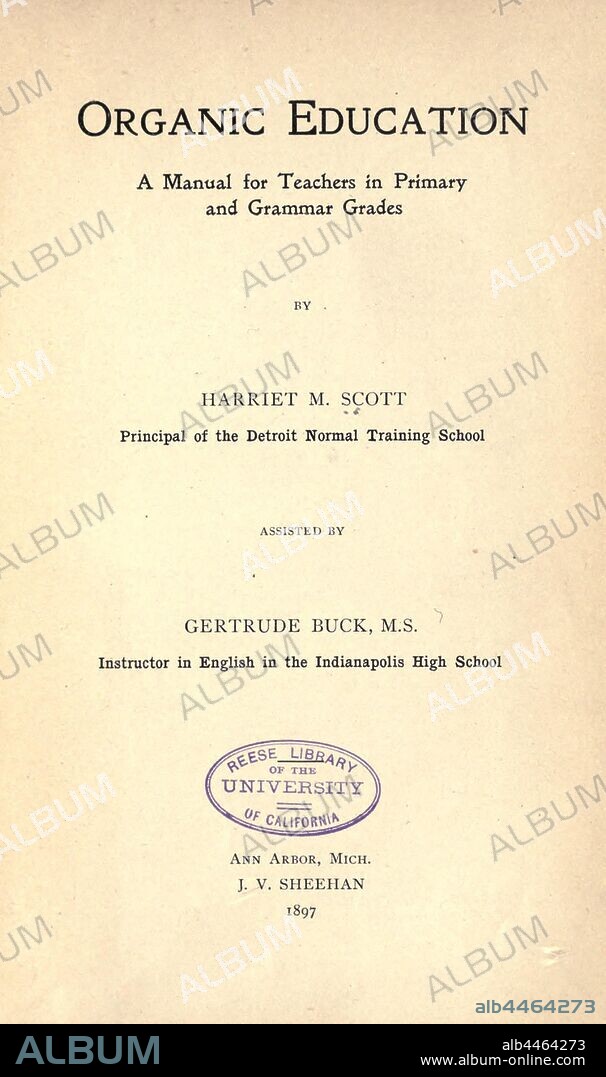 ORGANIC EDUCATION
A Manual for Teachers in Primary
and Grammar Grades
BY
HARRIET M. SCOTT
Principal of the Detroit Normal Training School
ASSISTED BY
GERTRUDE BUCK, M.S.
Instructor in English in the Indianapolis High School
REESE LIBRARY
OF THE
UNIVERSITY
OF CALIFORNIA
ANN ARBOR, MICH.
J. V. SHEEHAN
1897
alb4464273
ALBUM
alb4464273
www.album-online.com